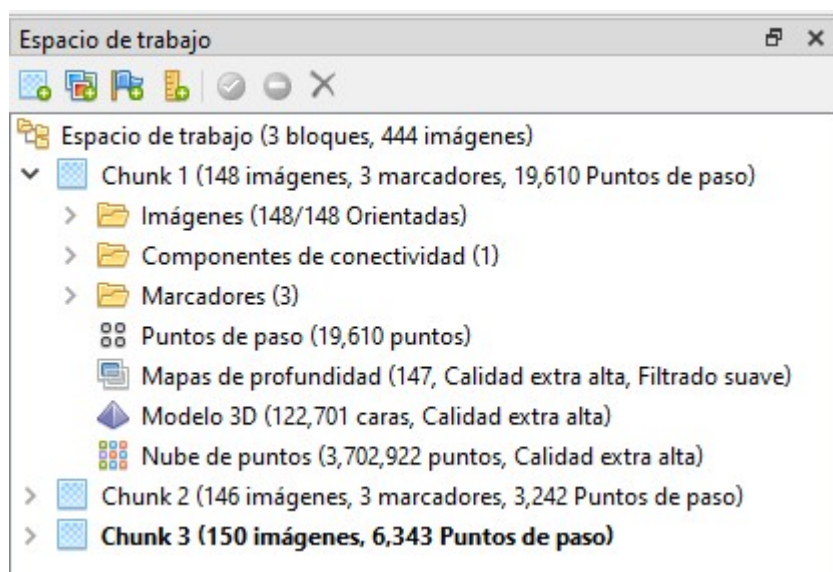 Espacio de trabajo
Espacio de trabajo (3 bloques, 444 imágenes)
Chunk 1 (148 imágenes, 3 marcadores, 19,610 Puntos de paso)
Imágenes (148/148 Orientadas)
Componentes de conectividad (1)
Marcadores (3)
Puntos de paso (19,610 puntos)
Mapas de profundidad (147, Calidad extra alta, Filtrado suave)
Modelo 3D (122,701 caras, Calidad extra alta)
Nube de puntos (3,702,922 puntos, Calidad extra alta)
Chunk 2 (146 imágenes, 3 marcadores, 3,242 Puntos de paso)
Chunk 3 (150 imágenes, 6,343 Puntos de paso)